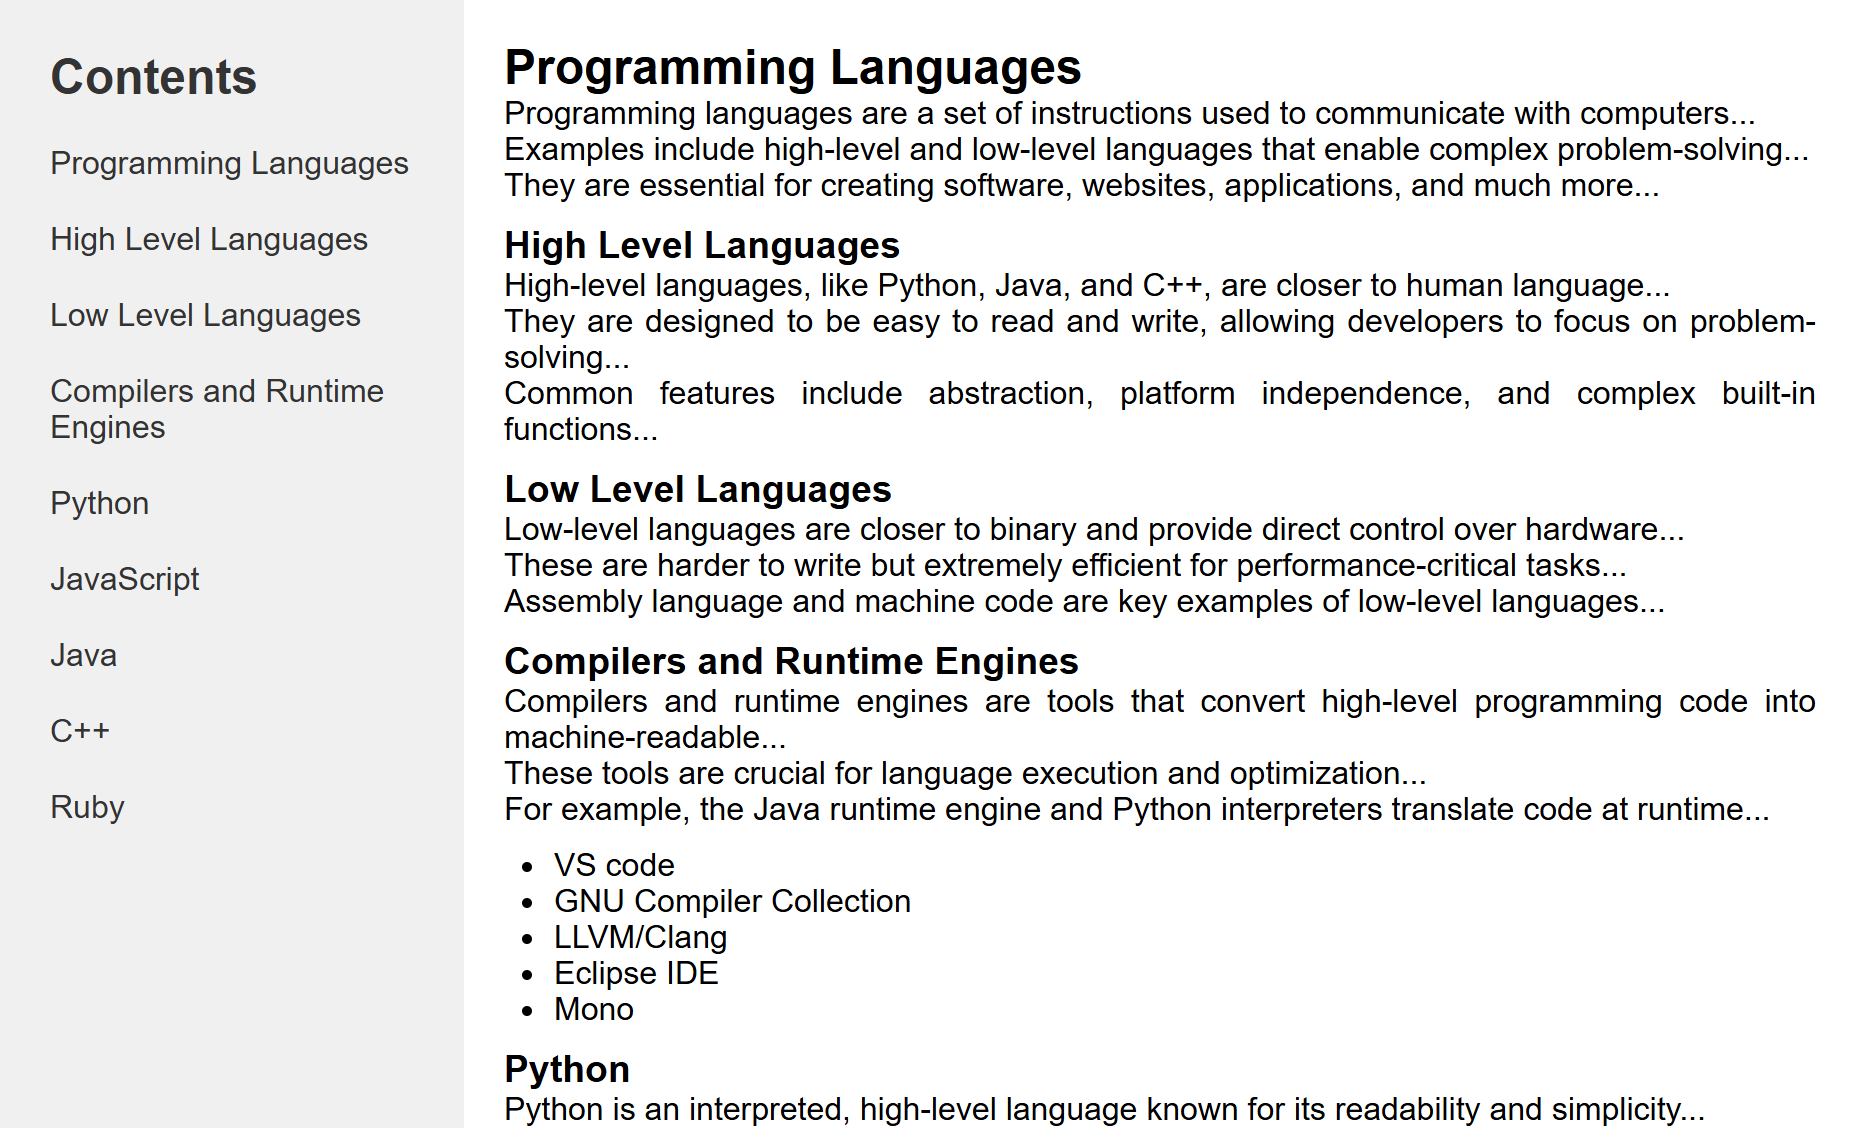 Contents
Programming Languages
High Level Languages
Low Level Languages
Compilers and Runtime
Engines
Python
JavaScript
Java
C++
Ruby
Programming Languages
Programming languages are a set of instructions used to communicate with computers...
Examples include high-level and low-level languages that enable complex problem-solving...
They are essential for creating software, websites, applications, and much more...
High Level Languages
High-level languages, like Python, Java, and C++, are closer to human language...
They are designed to be easy to read and write, allowing developers to focus on problem-
solving...
Common features include abstraction, platform independence, and complex built-in
functions...
Low Level Languages
Low-level languages are closer to binary and provide direct control over hardware...
These are harder to write but extremely efficient for performance-critical tasks...
Assembly language and machine code are key examples of low-level languages...
Compilers and Runtime Engines
Compilers and runtime engines are tools that convert high-level programming code into
machine-readable...
These tools are crucial for language execution and optimization...
For example, the Java runtime engine and Python interpreters translate code at runtime...
• VS code
• GNU Compiler Collection
• LLVM/Clang
• Eclipse IDE
• Mono
Python
Python is an interpreted, high-level language known for its readability and simplicity...